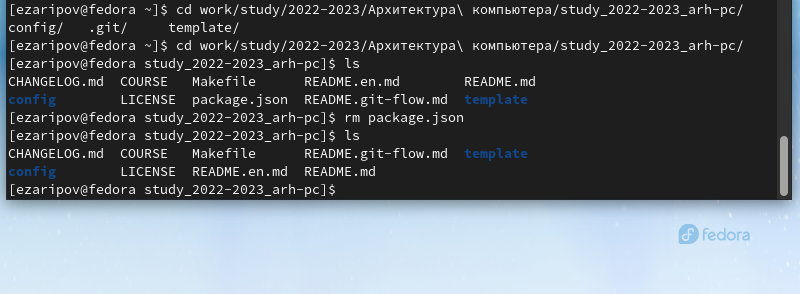 [ezaripov@fedora ~]$ cd work/study/2022-2023/Архитектура\ компьютера/study_2022-2023_arh-pc/
config/   .git/     template/
[ezaripov@fedora ~]$ cd work/study/2022-2023/Архитектура\ компьютера/study_2022-2023_arh-pc/
[ezaripov@fedora study_2022-2023_arh-pc]$ ls
CHANGELOG.md  COURSE   Makefile      README.en.md        README.md
config        LICENSE  package.json  README.git-flow.md  template
[ezaripov@fedora study_2022-2023_arh-pc]$ rm package.json
[ezaripov@fedora study_2022-2023_arh-pc]$ ls
CHANGELOG.md  COURSE   Makefile      README.git-flow.md  template
config        LICENSE  README.en.md  README.md
[ezaripov@fedora study_2022-2023_arh-pc]$
fedora